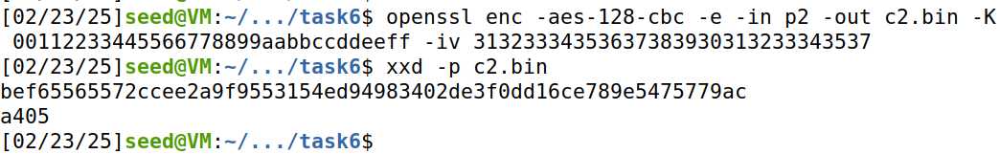 [02/23/25]seed@VM:~/.../task6$ openssl enc -aes-128-cbc -e -in p2 -out c2.bin -K
 00112233445566778899aabbccddeeff -iv 31323334353637383930313233343537
[02/23/25]seed@VM:~/.../task6$ xxd -p c2.bin
bef65565572ccee2a9f9553154ed94983402de3f0dd16ce789e5475779ac
a405
[02/23/25]seed@VM:~/.../task6$